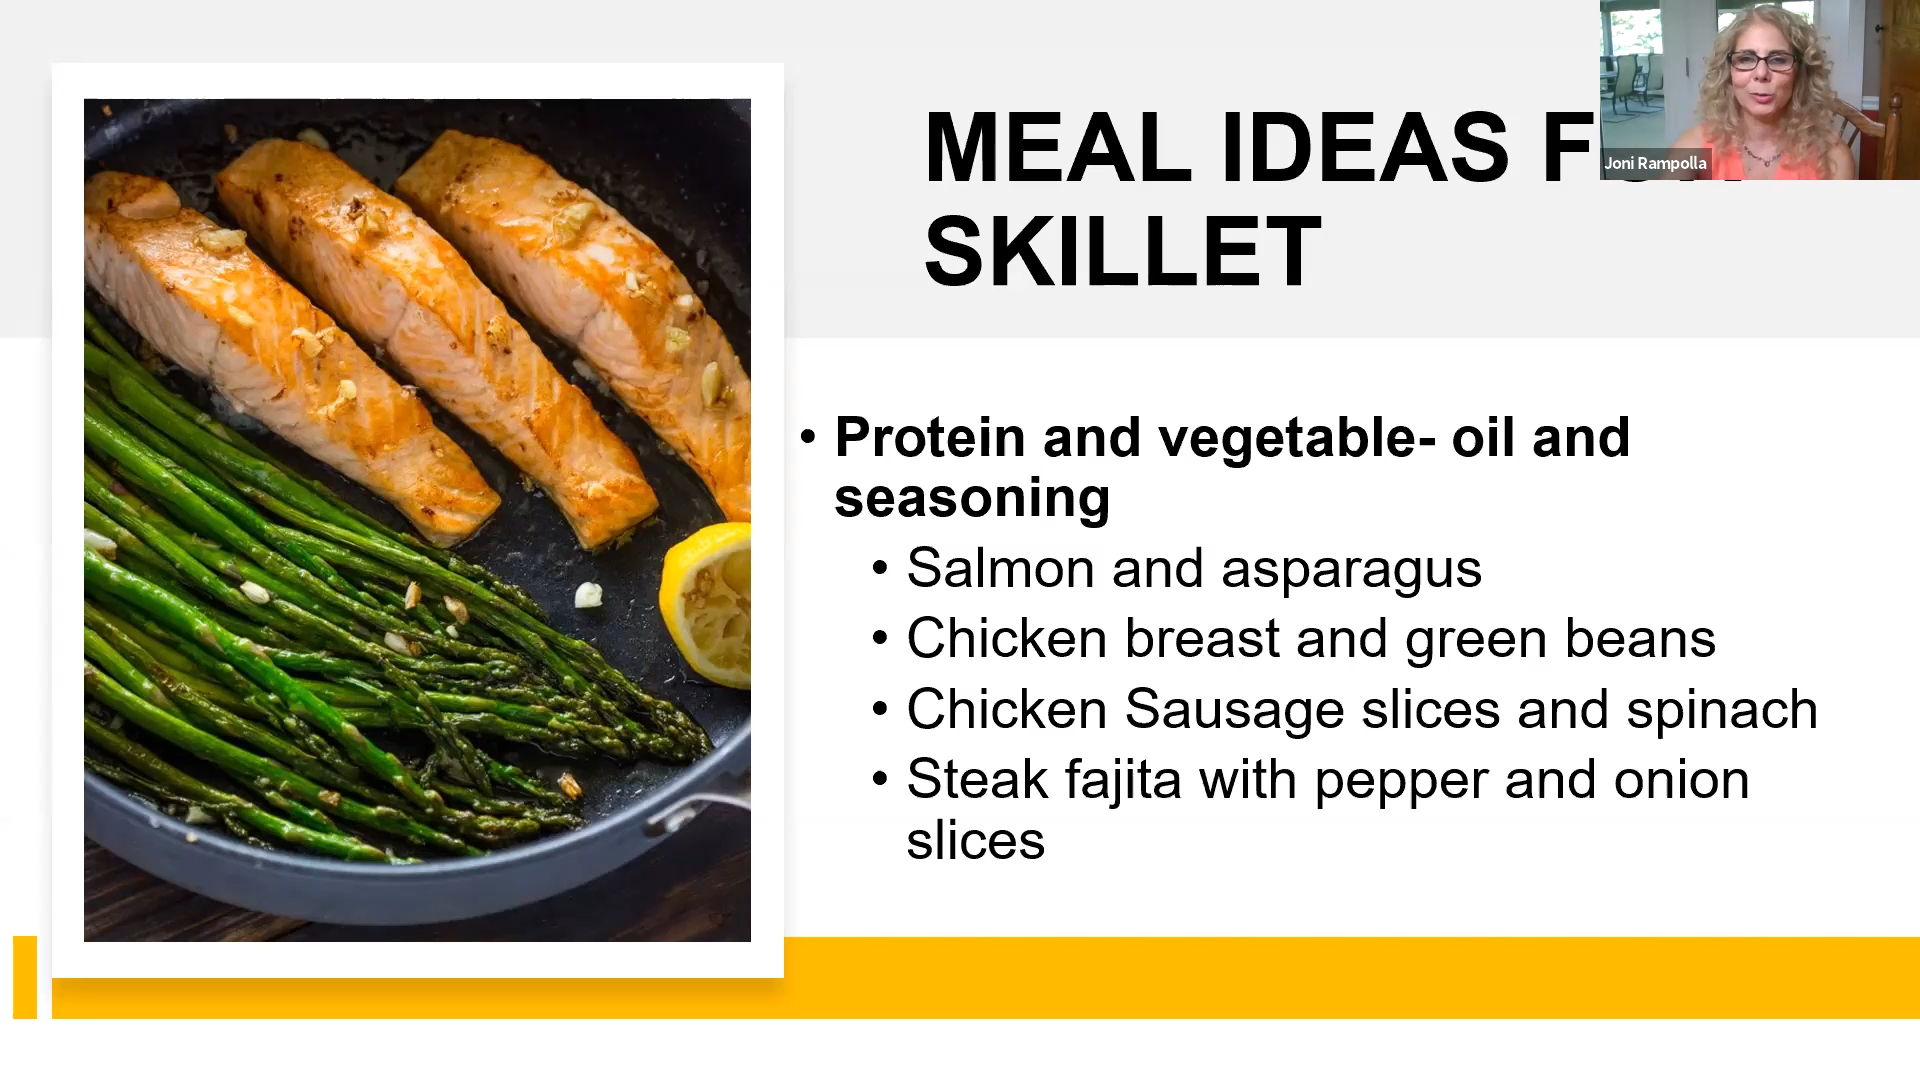 MEAL IDEAS F
SKILLET
Joni Rampolla
• Protein and vegetable- oil and
seasoning
• Salmon and asparagus
• Chicken breast and green beans
• Chicken Sausage slices and spinach
• Steak fajita with pepper and onion
slices